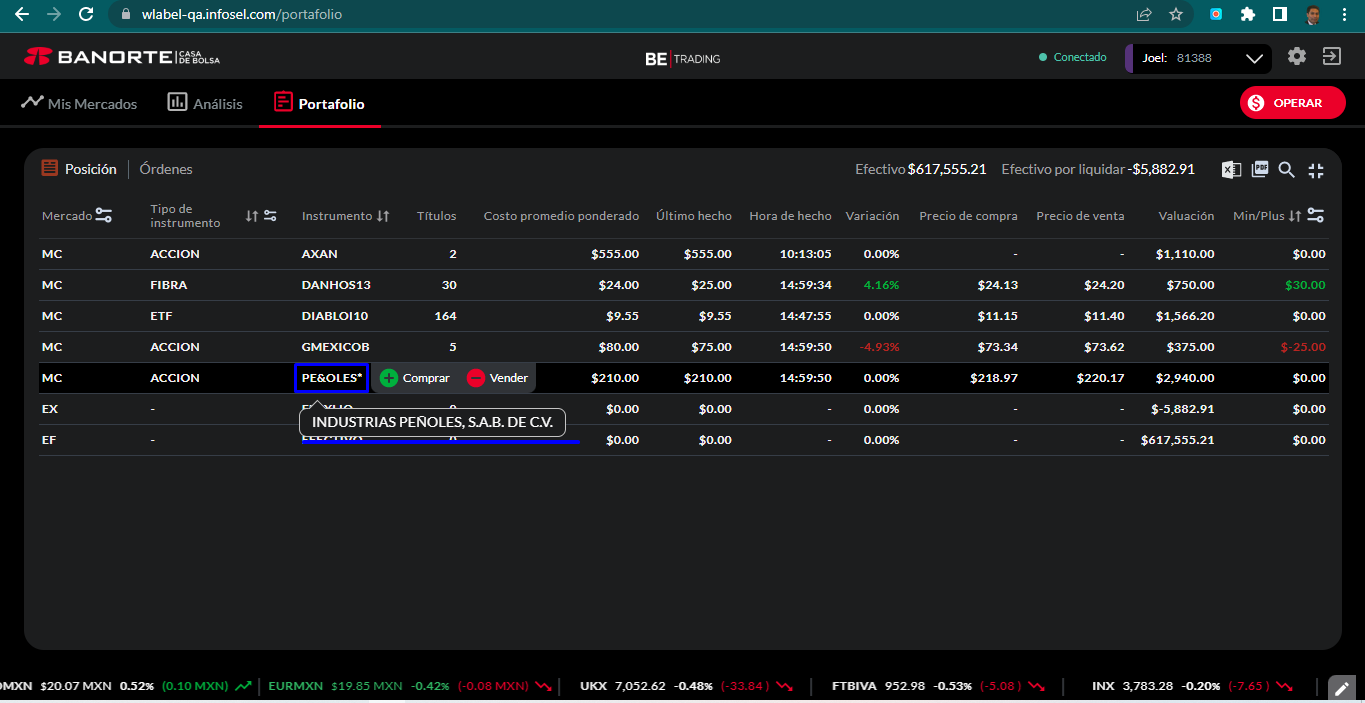 wlabel-qa.infosel.com/portafolio
BANORTE CASA DE BOLSA
BE TRADING
Conectado
Joel: 81388
Mis Mercados Análisis Portafolio
$ OPERAR
Posición Órdenes Efectivo $617,555.21 Efectivo por liquidar -$5,882.91
Mercado Tipo de instrumento Instrumento Títulos Costo promedio ponderado Último hecho Hora de hecho Variación Precio de compra Precio de venta Valuación Min/Plus
MC ACCION AXAN 2 $555.00 $555.00 10:13:05 0.00% - - $1,110.00 $0.00
MC FIBRA DANHOS13 30 $24.00 $25.00 14:59:34 4.16% $24.13 $24.20 $750.00 $30.00
MC ETF DIABLOI10 164 $9.55 $9.55 14:47:55 0.00% $11.15 $11.40 $1,566.20 $0.00
MC ACCION GMEXICOB 5 $80.00 $75.00 14:59:50 -4.93% $73.34 $73.62 $375.00 $-25.00
MC ACCION PE&OLES* Comprar Vender $210.00 $210.00 14:59:50 0.00% $218.97 $220.17 $2,940.00 $0.00
EX - $0.00 $0.00 - 0.00% - - $-5,882.91 $0.00
INDUSTRIAS PEÑOLES, S.A.B. DE C.V.
EF - $0.00 $0.00 - 0.00% - - $617,555.21 $0.00
DMXN $20.07 MXN 0.52% (0.10 MXN) EURMXN $19.85 MXN -0.42% (-0.08 MXN) UKX 7,052.62 -0.48% (-33.84 ) FTBIVA 952.98 -0.53% (-5.08 ) INX 3,783.28 -0.20% (-7.65 )